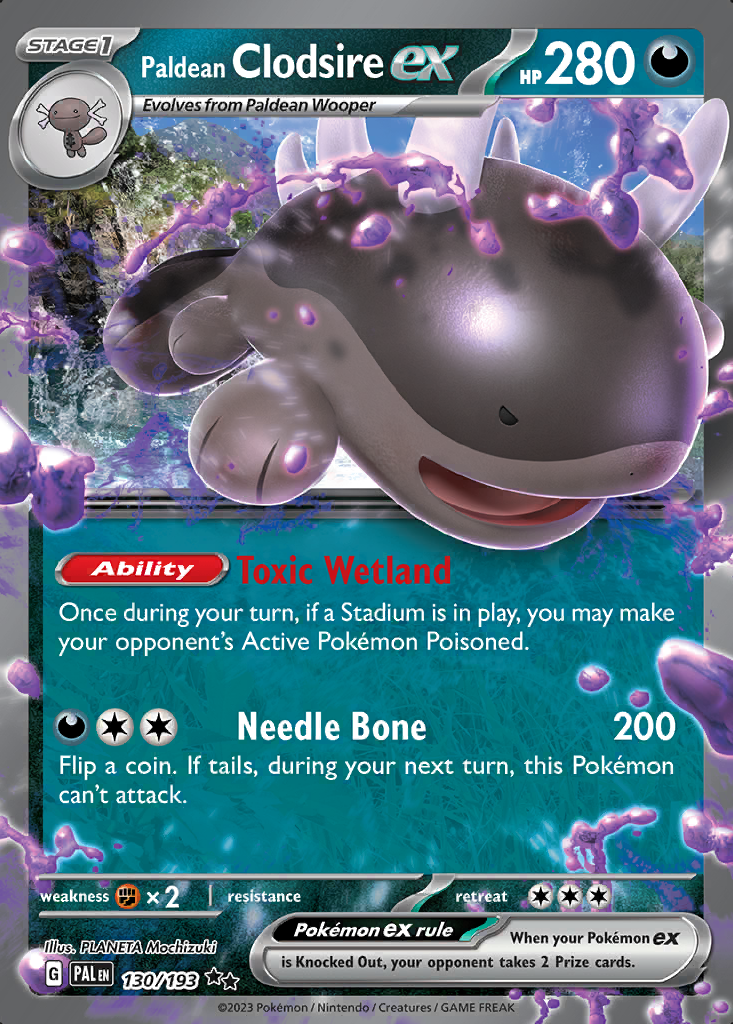 STAGE 1
Paldean Clodsire ex HP 280
Evolves from Paldean Wooper
Ability Toxic Wetland
Once during your turn, if a Stadium is in play, you may make
your opponent's Active Pokémon Poisoned.
Needle Bone 200
Flip a coin. If tails, during your next turn, this Pokémon
can't attack.
weakness ×2 resistance retreat
Illus. PLANETA Mochizuki
Pokémon ex rule When your Pokémon ex
is Knocked Out, your opponent takes 2 Prize cards.
G PAL EN 130/193
©2023 Pokémon / Nintendo / Creatures / GAME FREAK